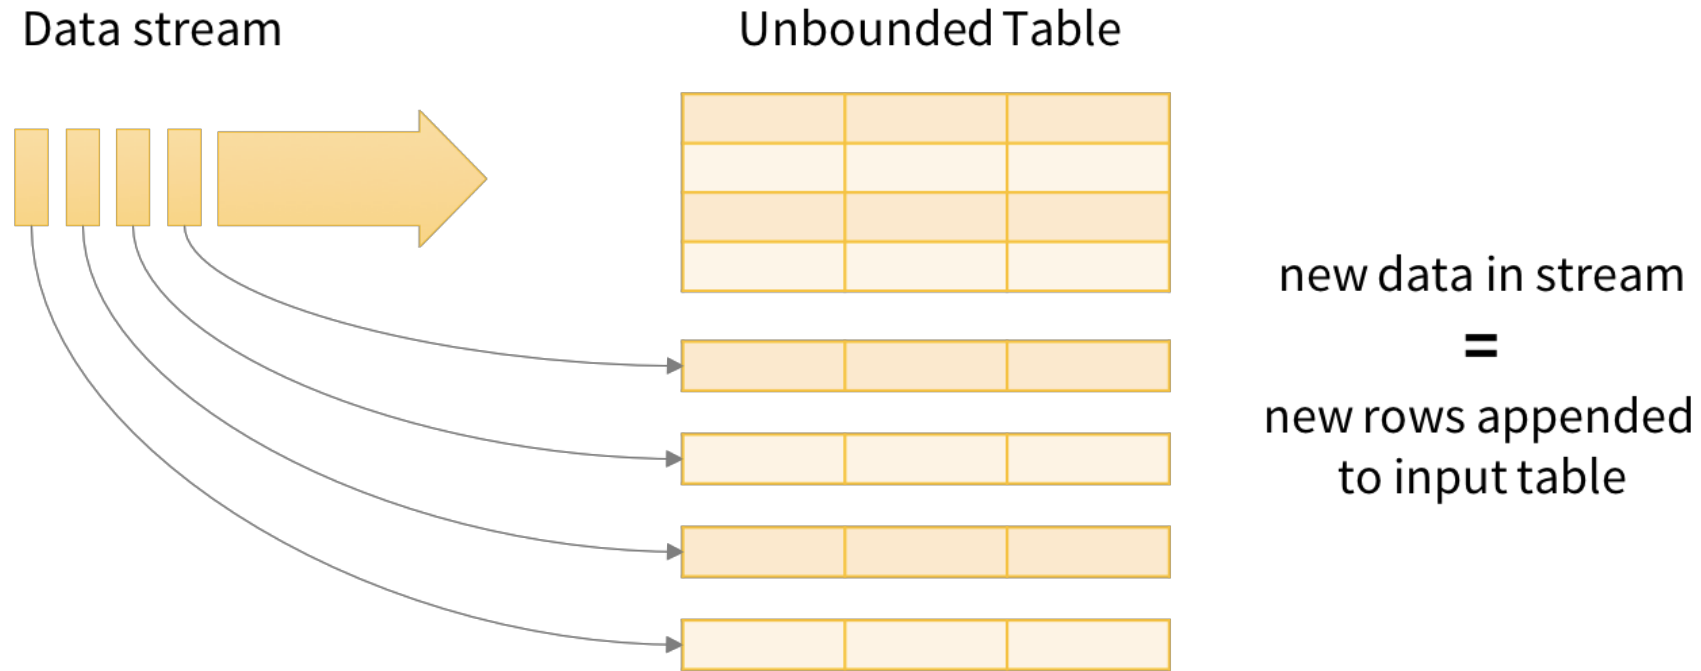 Data stream
Unbounded Table
new data in stream
=
new rows appended
to input table